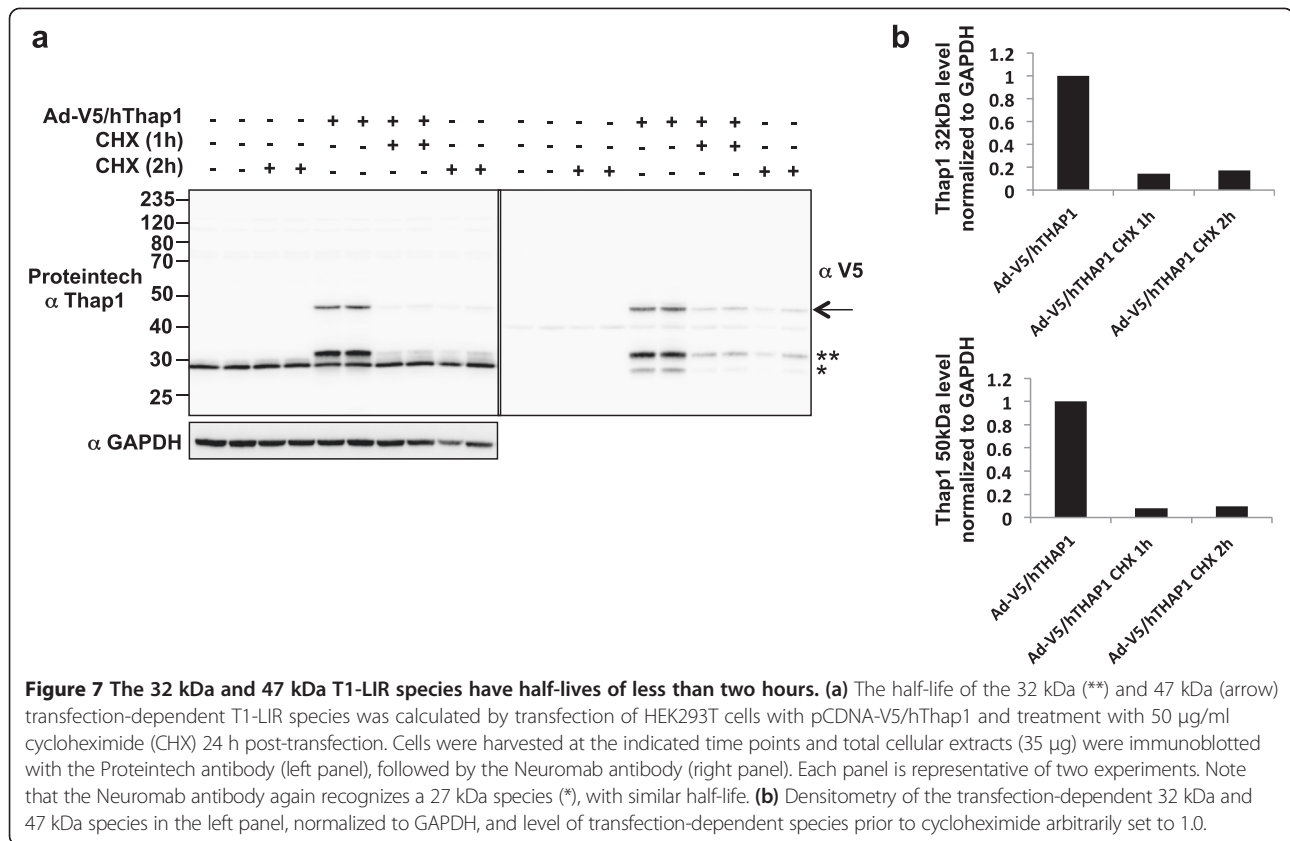 a
Ad-V5/hThap1 - - - - + + + + - - - - - - + + + + - -
CHX (1h) - - - - - - + + - - - - - - - - + + - -
CHX (2h) - - + + - - - - + + - - + + - - - - + +
235
120
80
70
50
40
30
25
Proteintech
α Thap1
α V5
**
*
α GAPDH
b
Thap1 32kDa level
normalized to GAPDH
1.2
1
0.8
0.6
0.4
0.2
0
Ad-V5/hTHAP1
Ad-V5/hTHAP1 CHX 1h
Ad-V5/hTHAP1 CHX 2h
Thap1 50kDa level
normalized to GAPDH
1.2
1
0.8
0.6
0.4
0.2
0
Ad-V5/hTHAP1
Ad-V5/hTHAP1 CHX 1h
Ad-V5/hTHAP1 CHX 2h
Figure 7 The 32 kDa and 47 kDa T1-LIR species have half-lives of less than two hours. (a) The half-life of the 32 kDa (**) and 47 kDa (arrow)
transfection-dependent T1-LIR species was calculated by transfection of HEK293T cells with pCDNA-V5/hThap1 and treatment with 50 μg/ml
cycloheximide (CHX) 24 h post-transfection. Cells were harvested at the indicated time points and total cellular extracts (35 μg) were immunoblotted
with the Proteintech antibody (left panel), followed by the Neuromab antibody (right panel). Each panel is representative of two experiments. Note
that the Neuromab antibody again recognizes a 27 kDa species (*), with similar half-life. (b) Densitometry of the transfection-dependent 32 kDa and
47 kDa species in the left panel, normalized to GAPDH, and level of transfection-dependent species prior to cycloheximide arbitrarily set to 1.0.